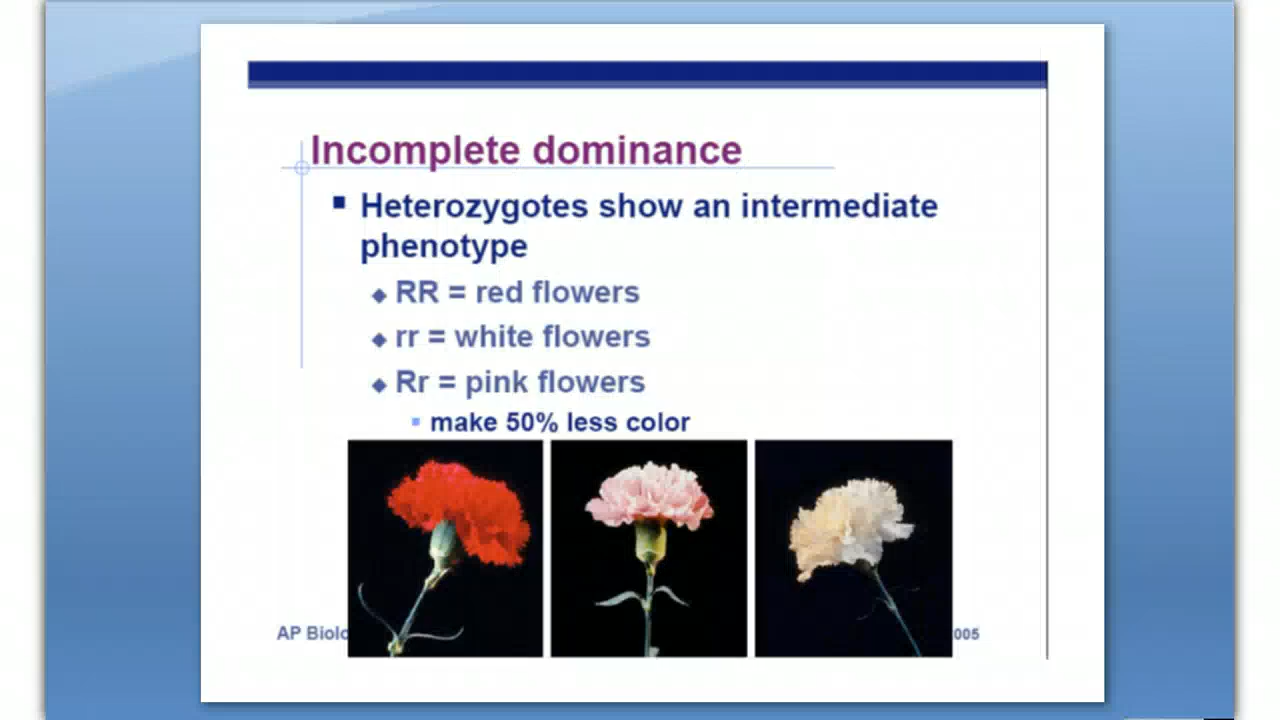 Incomplete dominance
Heterozygotes show an intermediate
phenotype
RR = red flowers
rr = white flowers
Rr = pink flowers
make 50% less color
AP Biolo
005